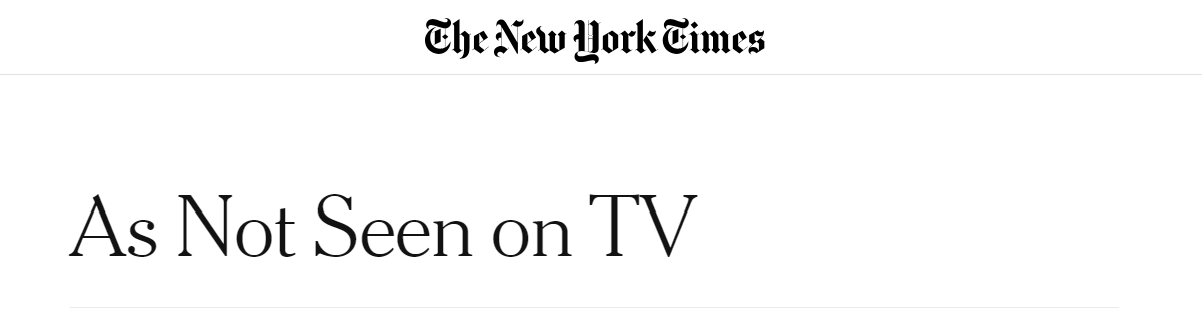 The New York Times
As Not Seen on TV